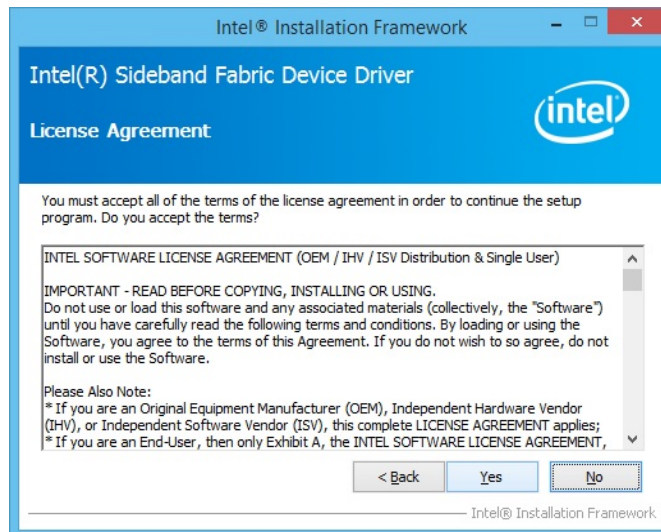 Intel® Installation Framework
Intel(R) Sideband Fabric Device Driver
License Agreement
intel
You must accept all of the terms of the license agreement in order to continue the setup
program. Do you accept the terms?
INTEL SOFTWARE LICENSE AGREEMENT (OEM / IHV / ISV Distribution & Single User)
IMPORTANT - READ BEFORE COPYING, INSTALLING OR USING.
Do not use or load this software and any associated materials (collectively, the "Software")
until you have carefully read the following terms and conditions. By loading or using the
Software, you agree to the terms of this Agreement. If you do not wish to so agree, do not
install or use the Software.
Please Also Note:
* If you are an Original Equipment Manufacturer (OEM), Independent Hardware Vendor
(IHV), or Independent Software Vendor (ISV), this complete LICENSE AGREEMENT applies;
* If you are an End-User, then only Exhibit A, the INTEL SOFTWARE LICENSE AGREEMENT,
< Back Yes No
Intel® Installation Framework